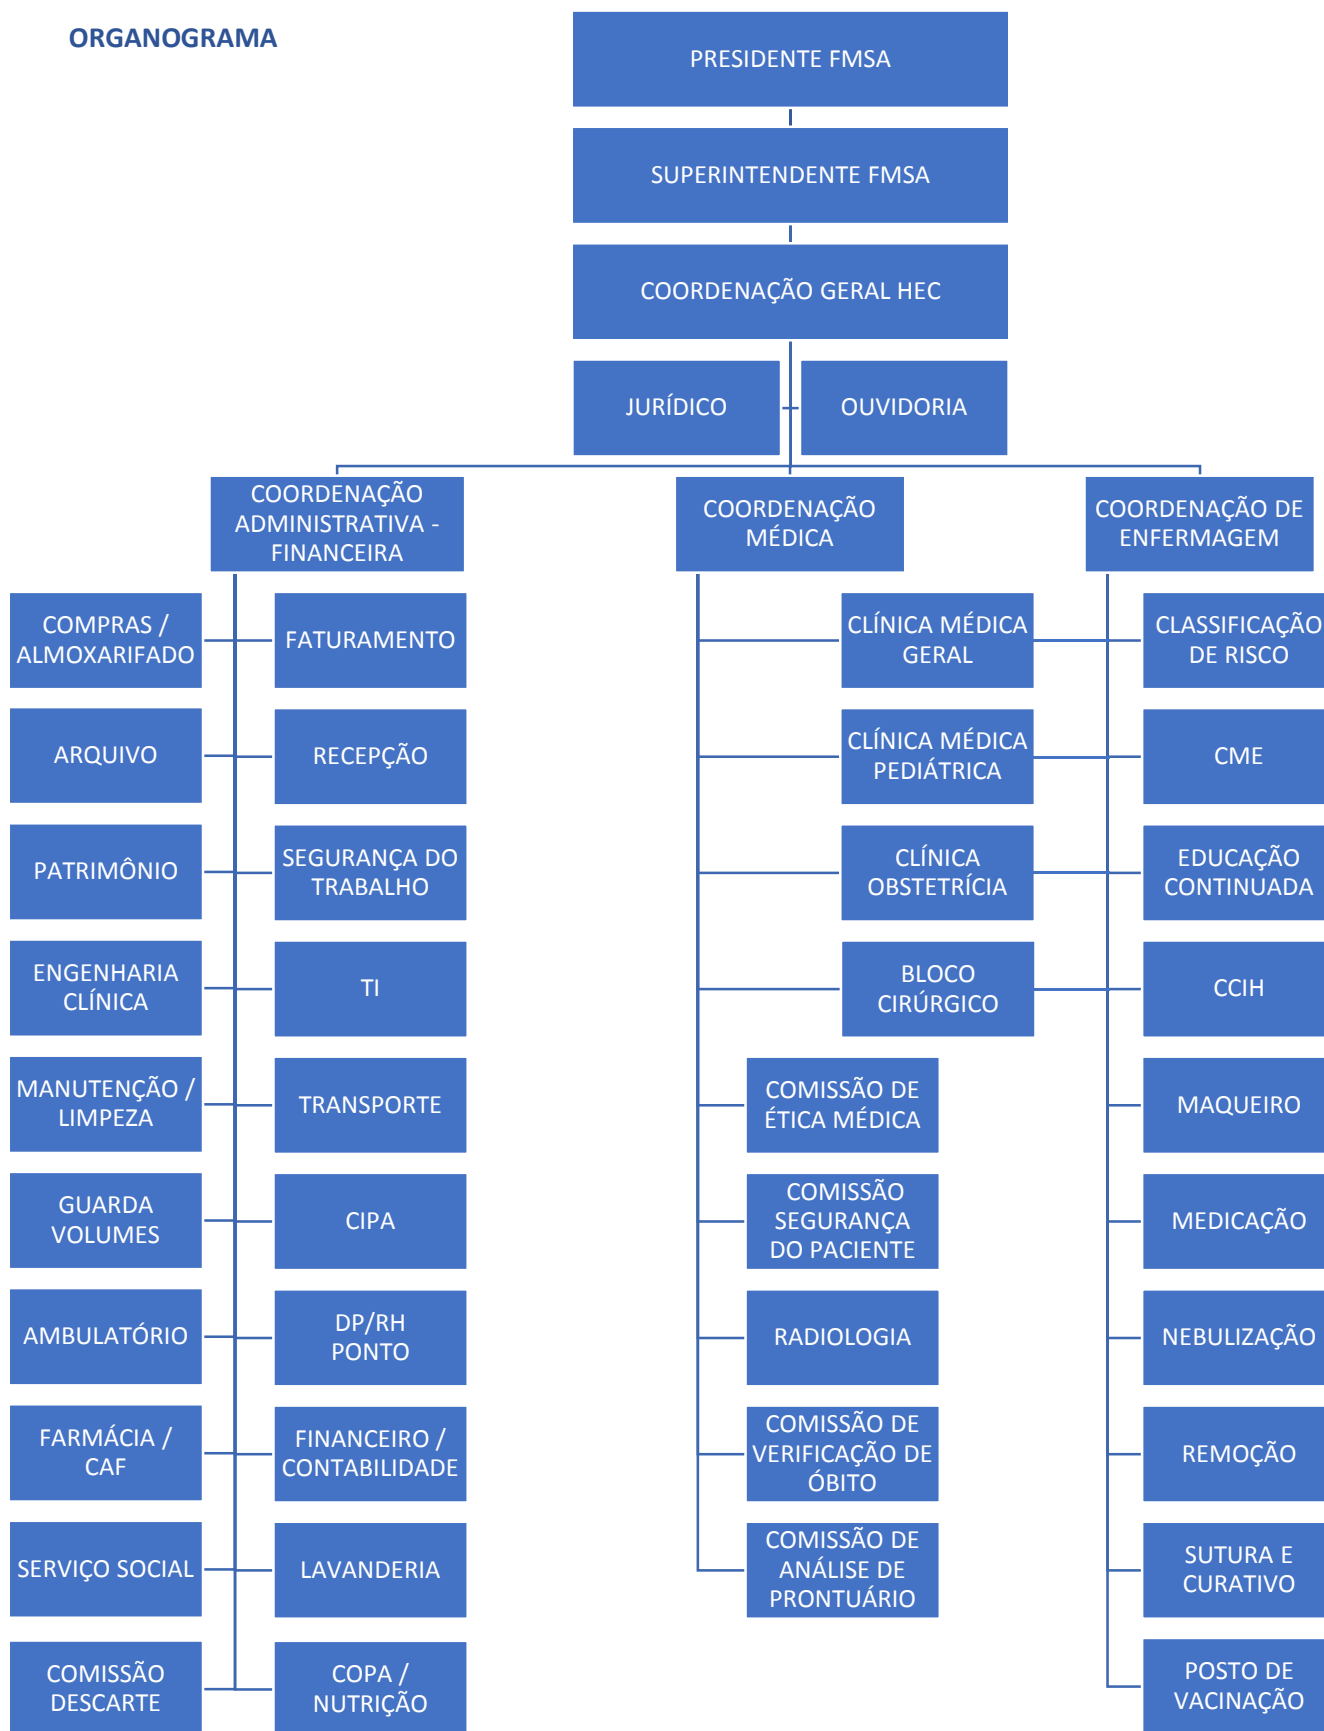 ORGANOGRAMA
PRESIDENTE FMSA
SUPERINTENDENTE FMSA
COORDENAÇÃO GERAL HEC
JURÍDICO
OUVIDORIA
COORDENAÇÃO
ADMINISTRATIVA -
FINANCEIRA
COORDENAÇÃO
MÉDICA
COORDENAÇÃO DE
ENFERMAGEM
COMPRAS /
ALMOXARIFADO
FATURAMENTO
CLÍNICA MÉDICA
GERAL
CLASSIFICAÇÃO
DE RISCO
ARQUIVO
RECEPÇÃO
CLÍNICA MÉDICA
PEDIÁTRICA
CME
PATRIMÔNIO
SEGURANÇA DO
TRABALHO
CLÍNICA
OBSTETRÍCIA
EDUCAÇÃO
CONTINUADA
ENGENHARIA
CLÍNICA
TI
BLOCO
CIRÚRGICO
CCIH
MANUTENÇÃO /
LIMPEZA
TRANSPORTE
COMISSÃO DE
ÉTICA MÉDICA
MAQUEIRO
GUARDA
VOLUMES
CIPA
COMISSÃO
SEGURANÇA
DO PACIENTE
MEDICAÇÃO
AMBULATÓRIO
DP/RH
PONTO
RADIOLOGIA
NEBULIZAÇÃO
FARMÁCIA /
CAF
FINANCEIRO /
CONTABILIDADE
COMISSÃO DE
VERIFICAÇÃO DE
ÓBITO
REMOÇÃO
SERVIÇO SOCIAL
LAVANDERIA
COMISSÃO DE
ANÁLISE DE
PRONTUÁRIO
SUTURA E
CURATIVO
COMISSÃO
DESCARTE
COPA /
NUTRIÇÃO
POSTO DE
VACINAÇÃO